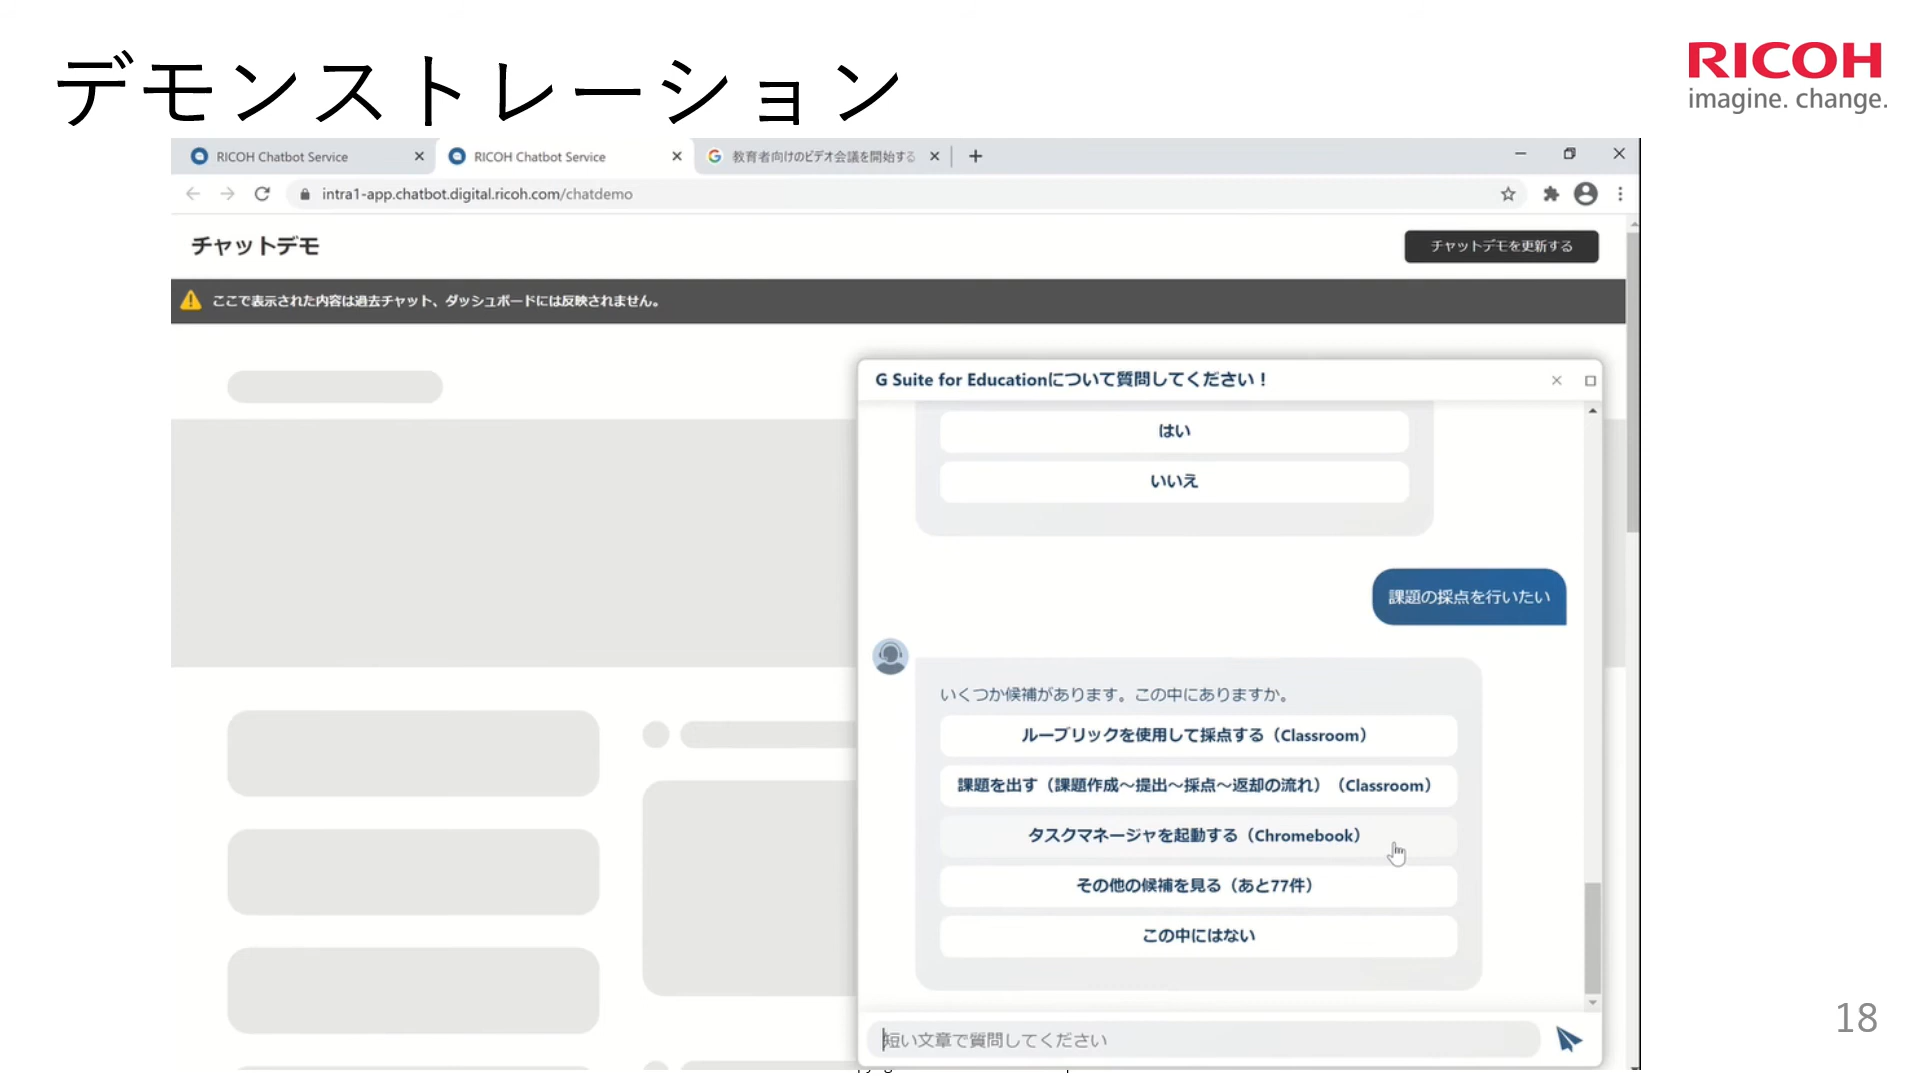 デモンストレーション
RICOH
imagine. change.
RICOH Chatbot Service
RICOH Chatbot Service
教育者向けのビデオ会議を開始する
intra1-app.chatbot.digital.ricoh.com/chatdemo
チャットデモ
チャットデモを更新する
ここで表示された内容は過去チャット、ダッシュボードには反映されません。
G Suite for Educationについて質問してください！
はい
いいえ
課題の採点を行いたい
いくつか候補があります。この中にありますか。
ルーブリックを使用して採点する（Classroom）
課題を出す（課題作成～提出～採点～返却の流れ）（Classroom）
タスクマネージャを起動する（Chromebook）
その他の候補を見る（あと77件）
この中にはない
短い文章で質問してください
18